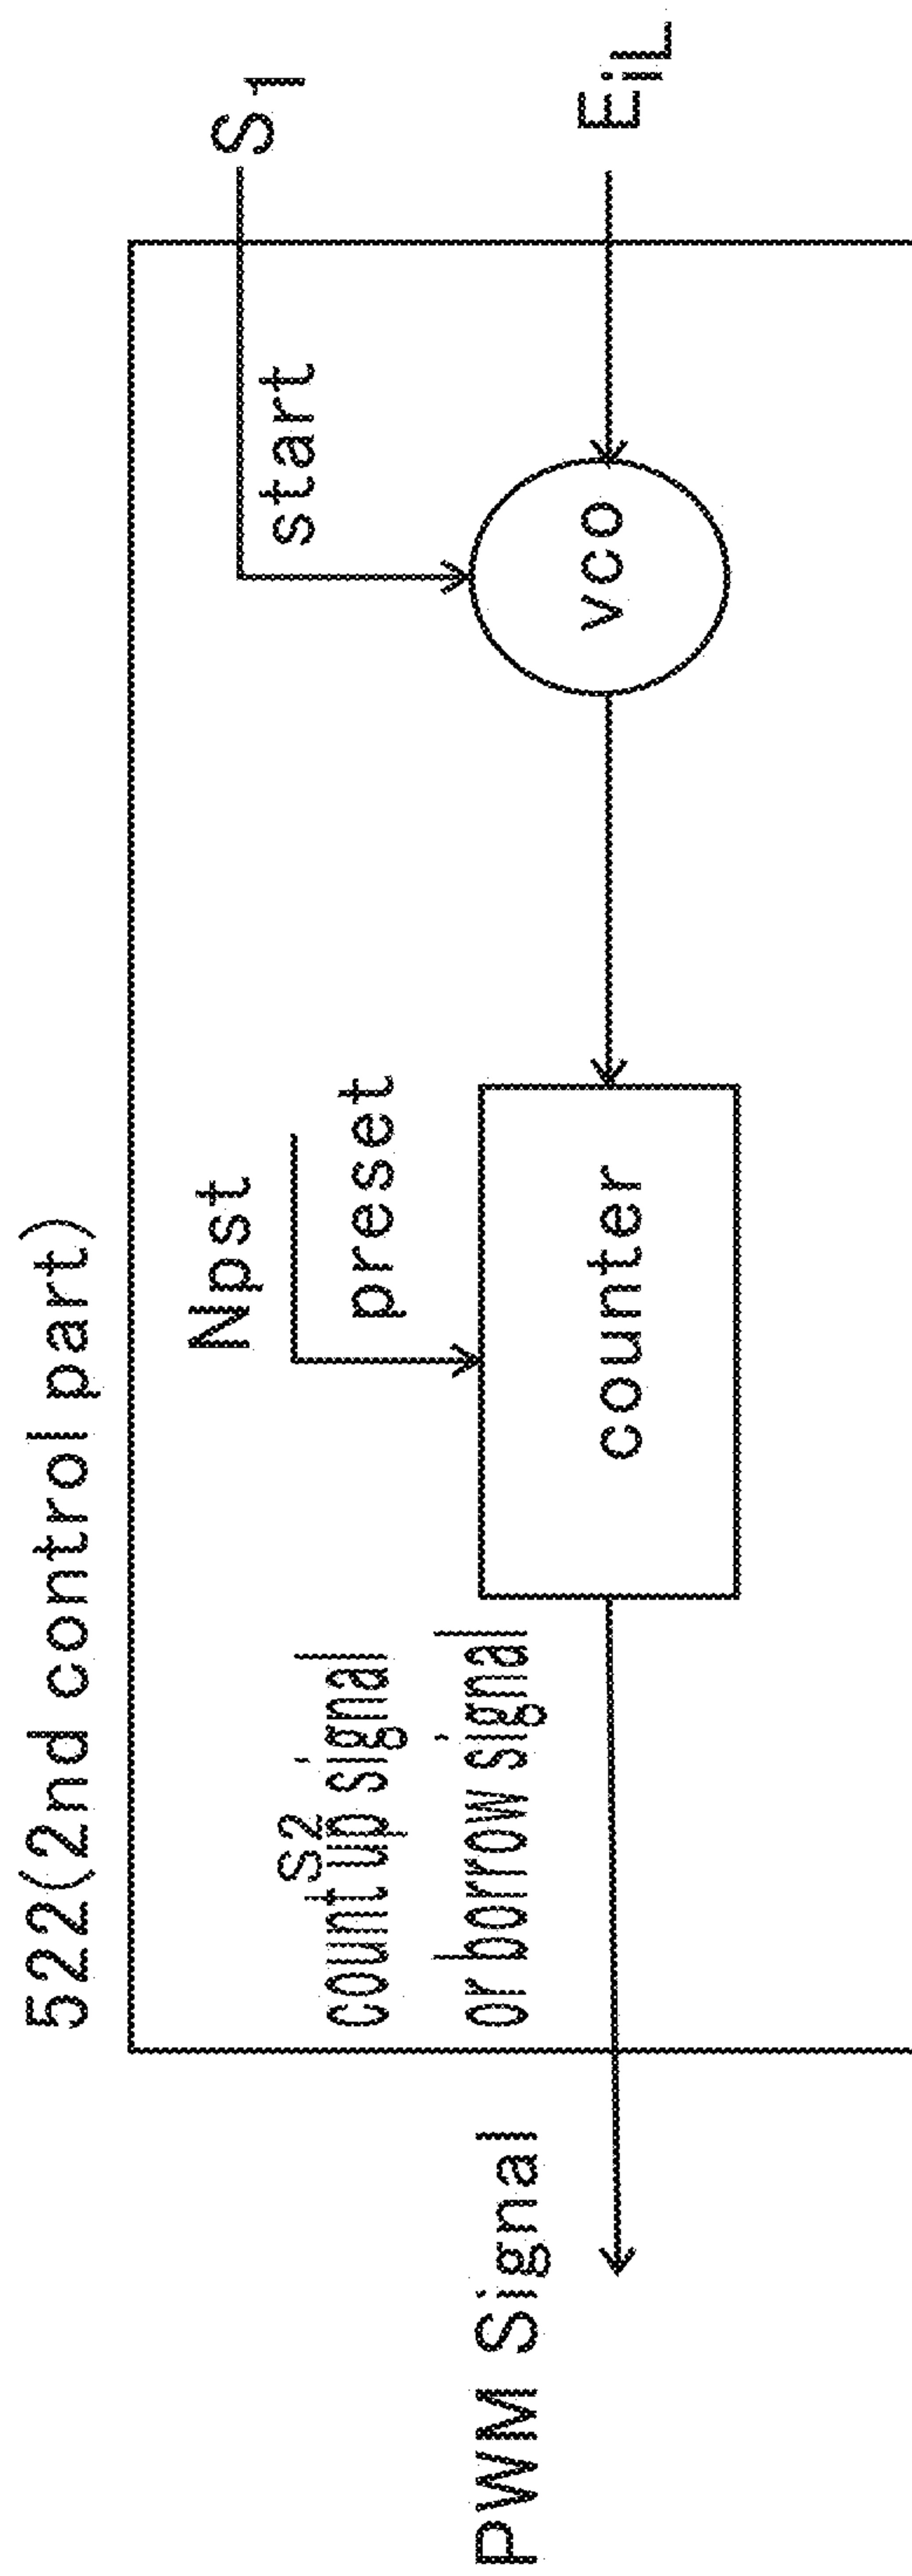 522(2nd control part)
S1
start
Npst
preset
S2
count up signal
or borrow signal
PWM Signal
counter
vco
EiL